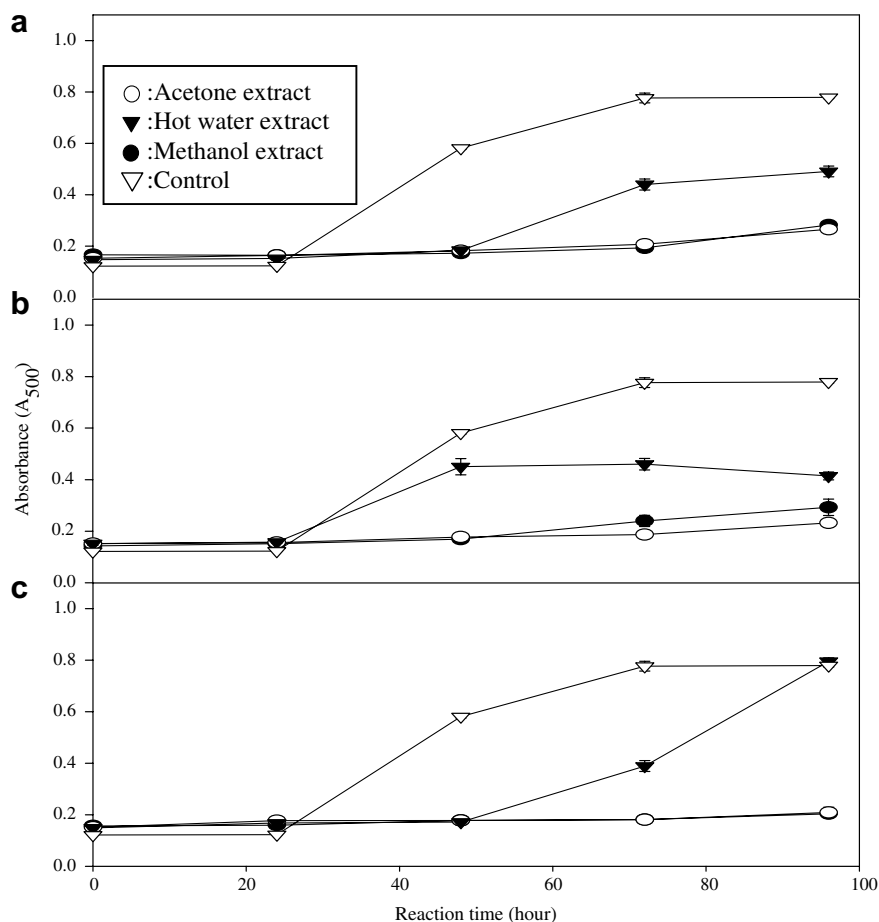 a
1.0
0.8
0.6
0.4
0.2
0.0
:Acetone extract
:Hot water extract
:Methanol extract
:Control
b
1.0
0.8
0.6
0.4
0.2
0.0
Absorbance (A500)
c
1.0
0.8
0.6
0.4
0.2
0.0
0 20 40 60 80 100
Reaction time (hour)